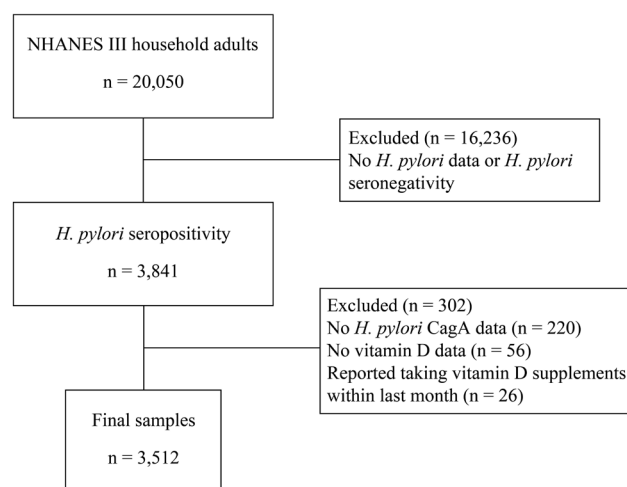 NHANES III household adults
n = 20,050
Excluded (n = 16,236)
No H. pylori data or H. pylori
seronegativity
H. pylori seropositivity
n = 3,841
Excluded (n = 302)
No H. pylori CagA data (n = 220)
No vitamin D data (n = 56)
Reported taking vitamin D supplements
within last month (n = 26)
Final samples
n = 3,512